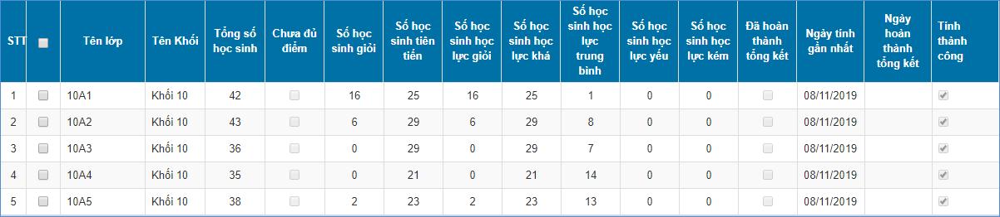 STT Tên lớp Tên Khối Tổng số học sinh Chưa đủ điểm Số học sinh giỏi Số học sinh tiên tiến Số học sinh học lực giỏi Số học sinh học lực khá Số học sinh học lực trung bình Số học sinh học lực yếu Số học sinh học lực kém Đã hoàn thành tổng kết Ngày tính gần nhất Ngày hoàn thành tổng kết Tính thành công
1 10A1 Khối 10 42 16 25 16 25 1 0 0 08/11/2019
2 10A2 Khối 10 43 6 29 6 29 8 0 0 08/11/2019
3 10A3 Khối 10 36 0 29 0 29 7 0 0 08/11/2019
4 10A4 Khối 10 35 0 21 0 21 14 0 0 08/11/2019
5 10A5 Khối 10 38 2 23 2 23 13 0 0 08/11/2019